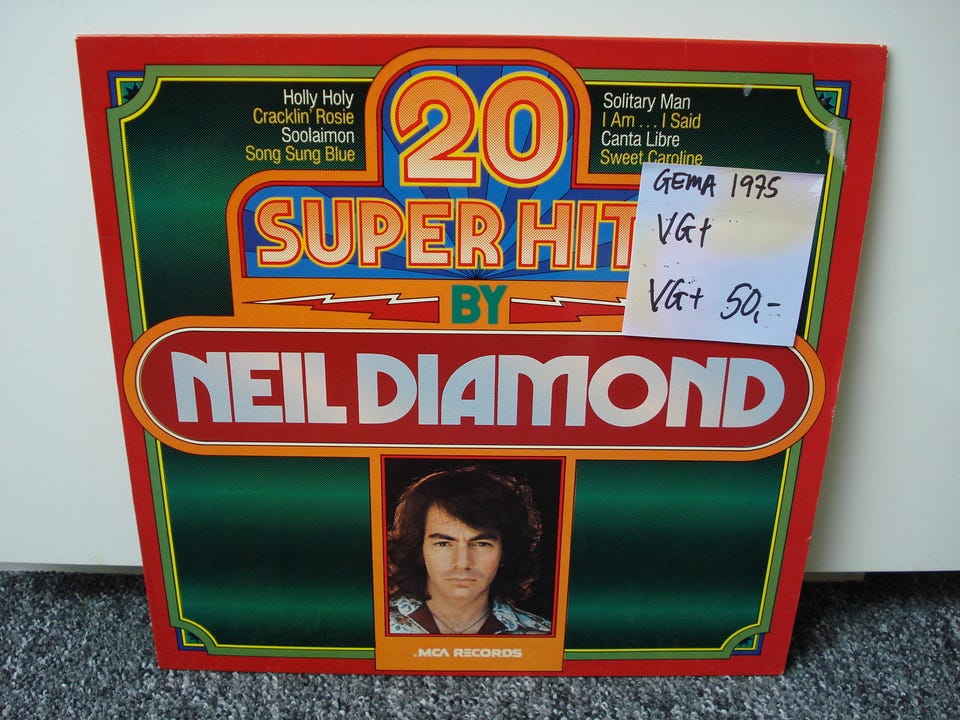 20
Holly Holy
Cracklin' Rosie
Soolaimon
Song Sung Blue
Solitary Man
I Am . . . I Said
Canta Libre
Sweet Caroline
SUPER HIT
BY
NEIL DIAMOND
MCA RECORDS
GEMA 1975
VG+
VG+ 50,-